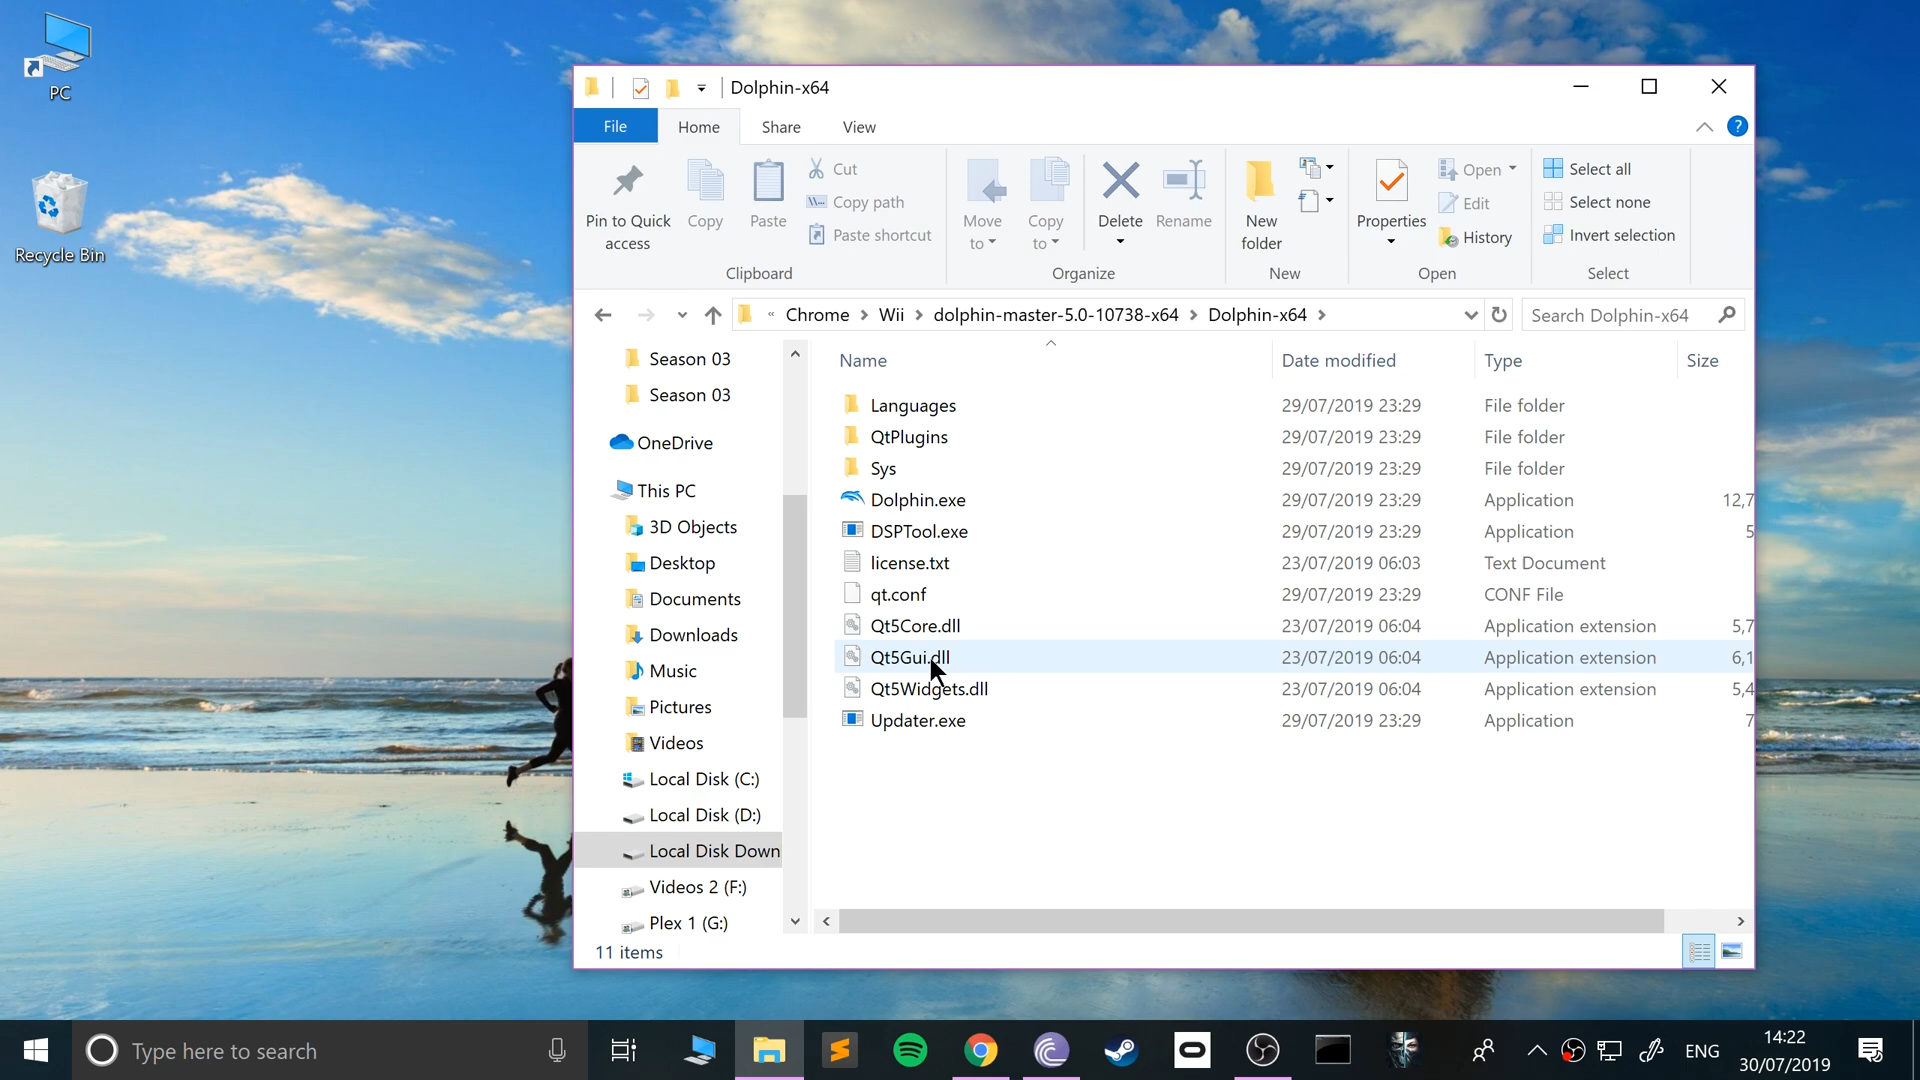 PC
Recycle Bin
Dolphin-x64
File Home Share View
Pin to Quick access
Copy
Paste
Cut
Copy path
Paste shortcut
Clipboard
Move to
Copy to
Delete
Rename
Organize
New folder
New
Properties
Open
Edit
History
Open
Select all
Select none
Invert selection
Select
« Chrome > Wii > dolphin-master-5.0-10738-x64 > Dolphin-x64 >
Search Dolphin-x64
Season 03
Season 03
OneDrive
This PC
3D Objects
Desktop
Documents
Downloads
Music
Pictures
Videos
Local Disk (C:)
Local Disk (D:)
Local Disk Down
Videos 2 (F:)
Plex 1 (G:)
Name Date modified Type Size
Languages 29/07/2019 23:29 File folder
QtPlugins 29/07/2019 23:29 File folder
Sys 29/07/2019 23:29 File folder
Dolphin.exe 29/07/2019 23:29 Application 12,7
DSPTool.exe 29/07/2019 23:29 Application 5
license.txt 23/07/2019 06:03 Text Document
qt.conf 29/07/2019 23:29 CONF File
Qt5Core.dll 23/07/2019 06:04 Application extension 5,7
Qt5Gui.dll 23/07/2019 06:04 Application extension 6,1
Qt5Widgets.dll 23/07/2019 06:04 Application extension 5,4
Updater.exe 29/07/2019 23:29 Application 7
11 items
Type here to search
ENG
14:22
30/07/2019